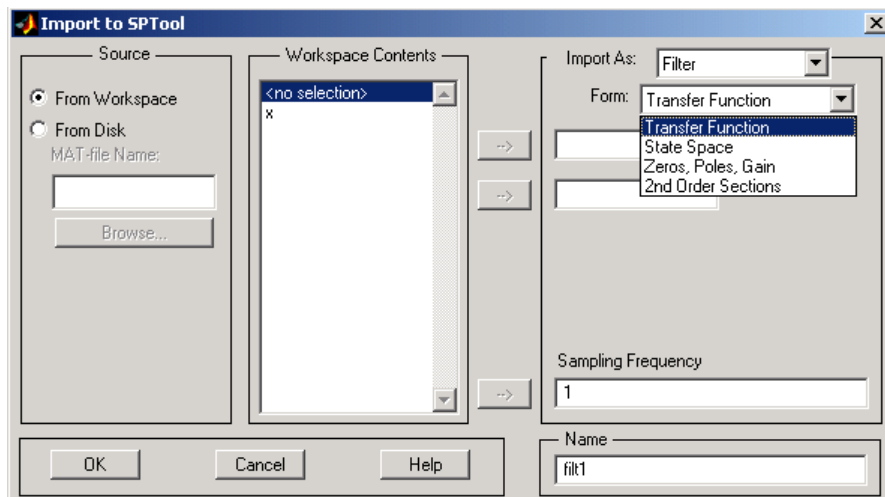 Import to SPTool
Source
From Workspace
From Disk
MAT-file Name:
Browse...
Workspace Contents
<no selection>
x
-->
-->
-->
Import As:
Filter
Form:
Transfer Function
Transfer Function
State Space
Zeros, Poles, Gain
2nd Order Sections
Sampling Frequency
1
OK
Cancel
Help
Name
filt1